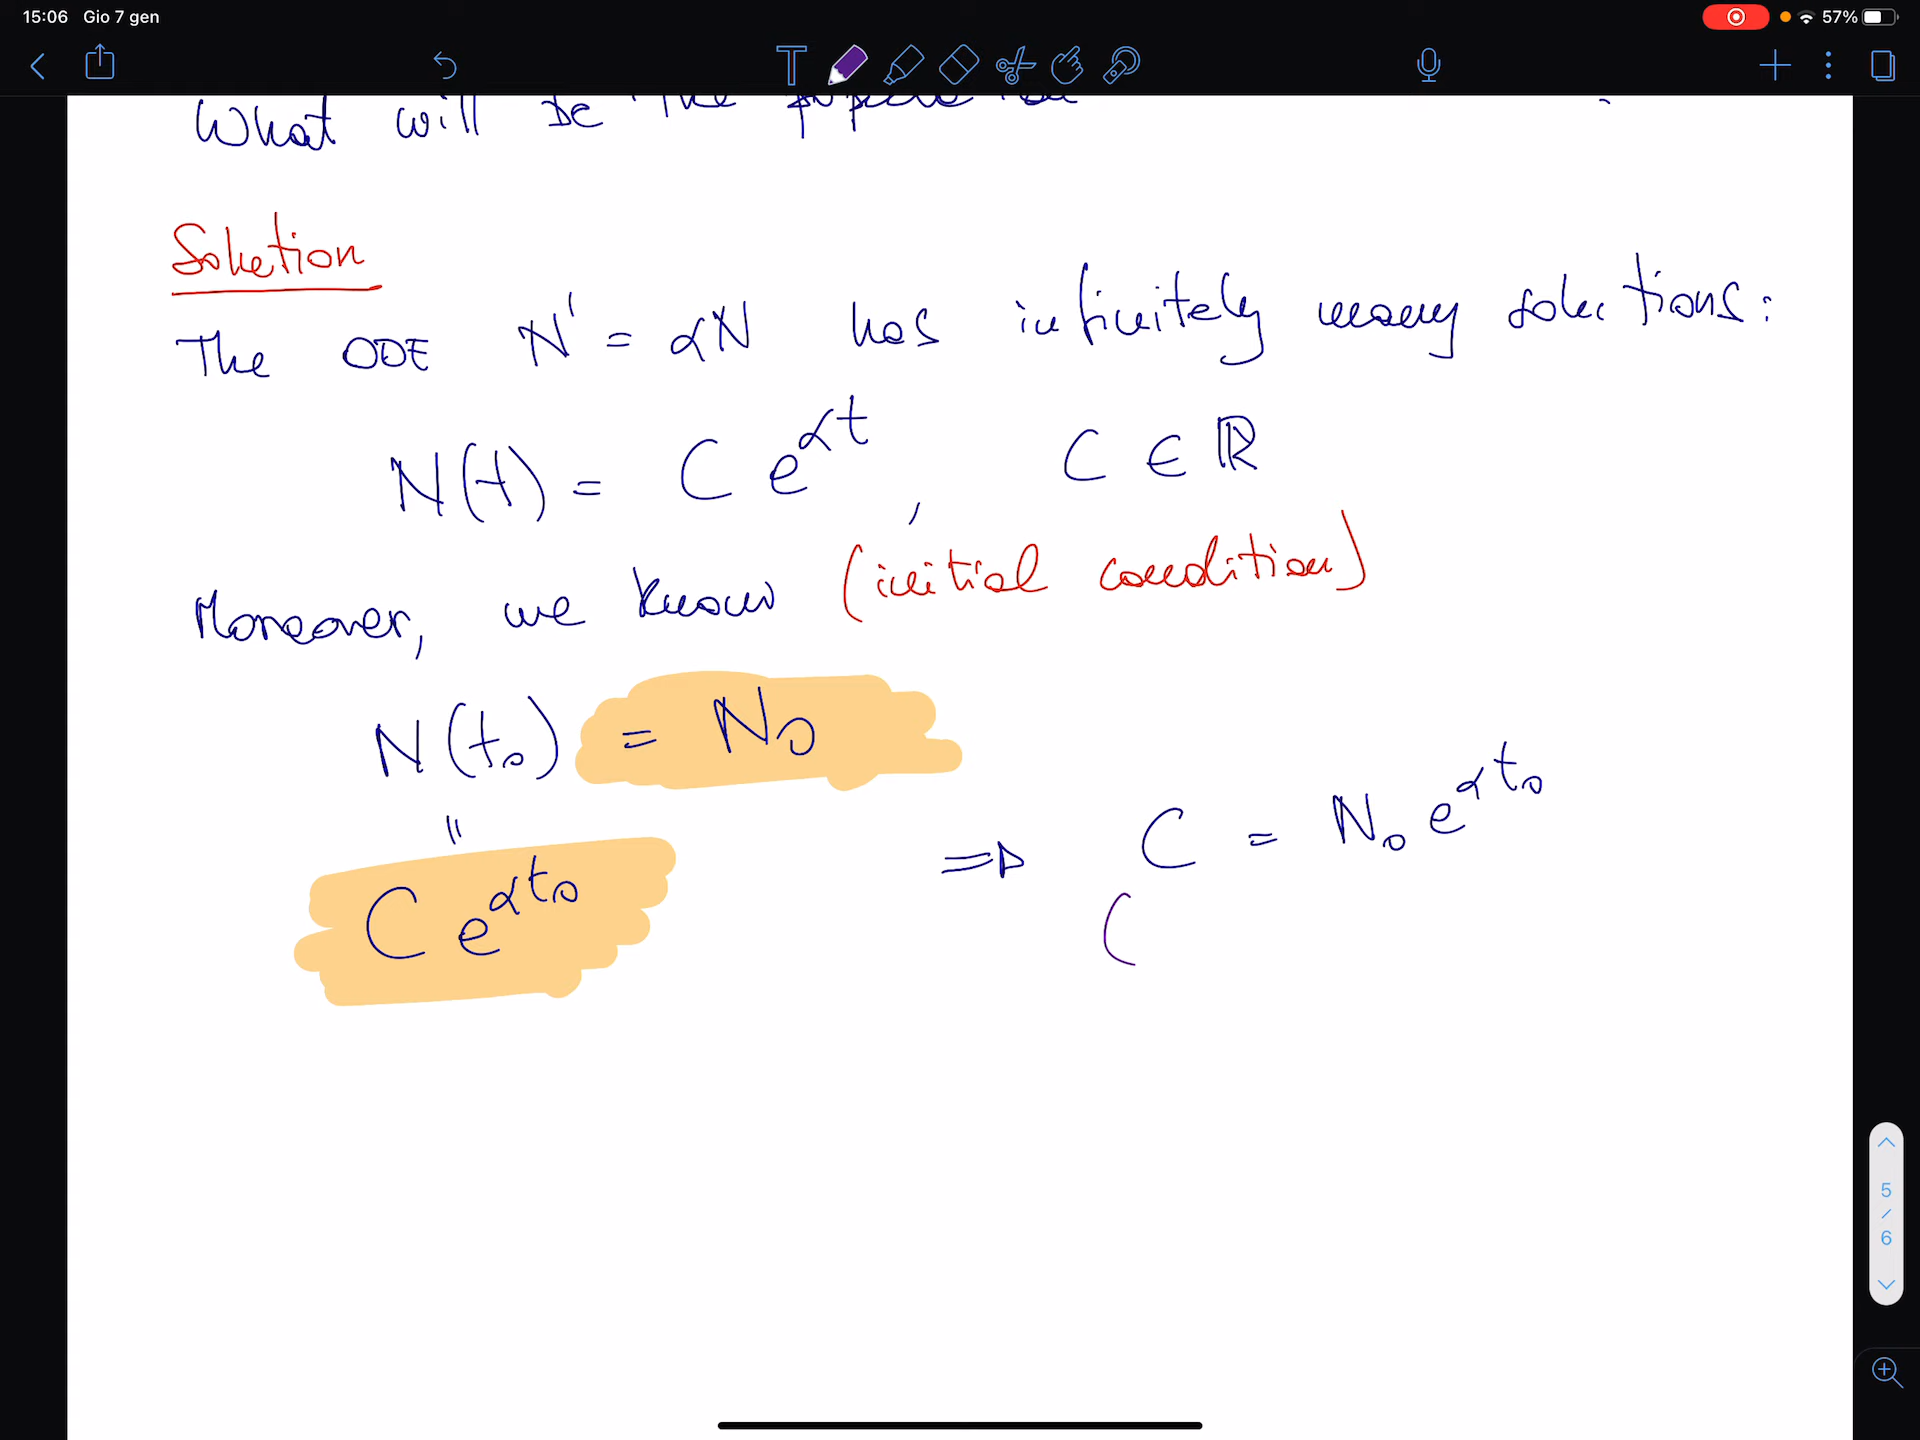 15:06 Gio 7 gen 57%
What will be the
Solution
The ODE N' = αN has infinitely many solutions:
N(t) = C e^{αt} , C ∈ ℝ
Moreover, we know (initial condition)
N(t₀) = N₀
=
C e^{αt₀} ⇒ C = N₀ e^{αt₀}
(
5
/
6